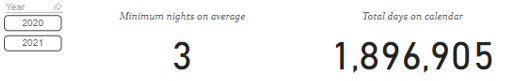 Year
2020
2021
Minimum nights on average
3
Total days on calendar
1,896,905